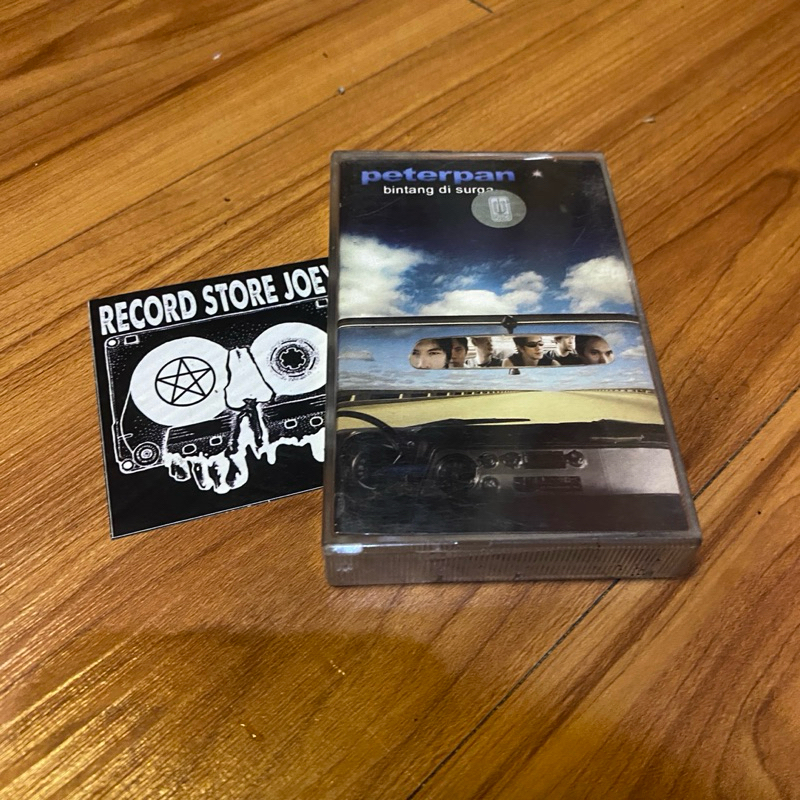 peterpan
bintang di surga
RECORD STORE JOEY